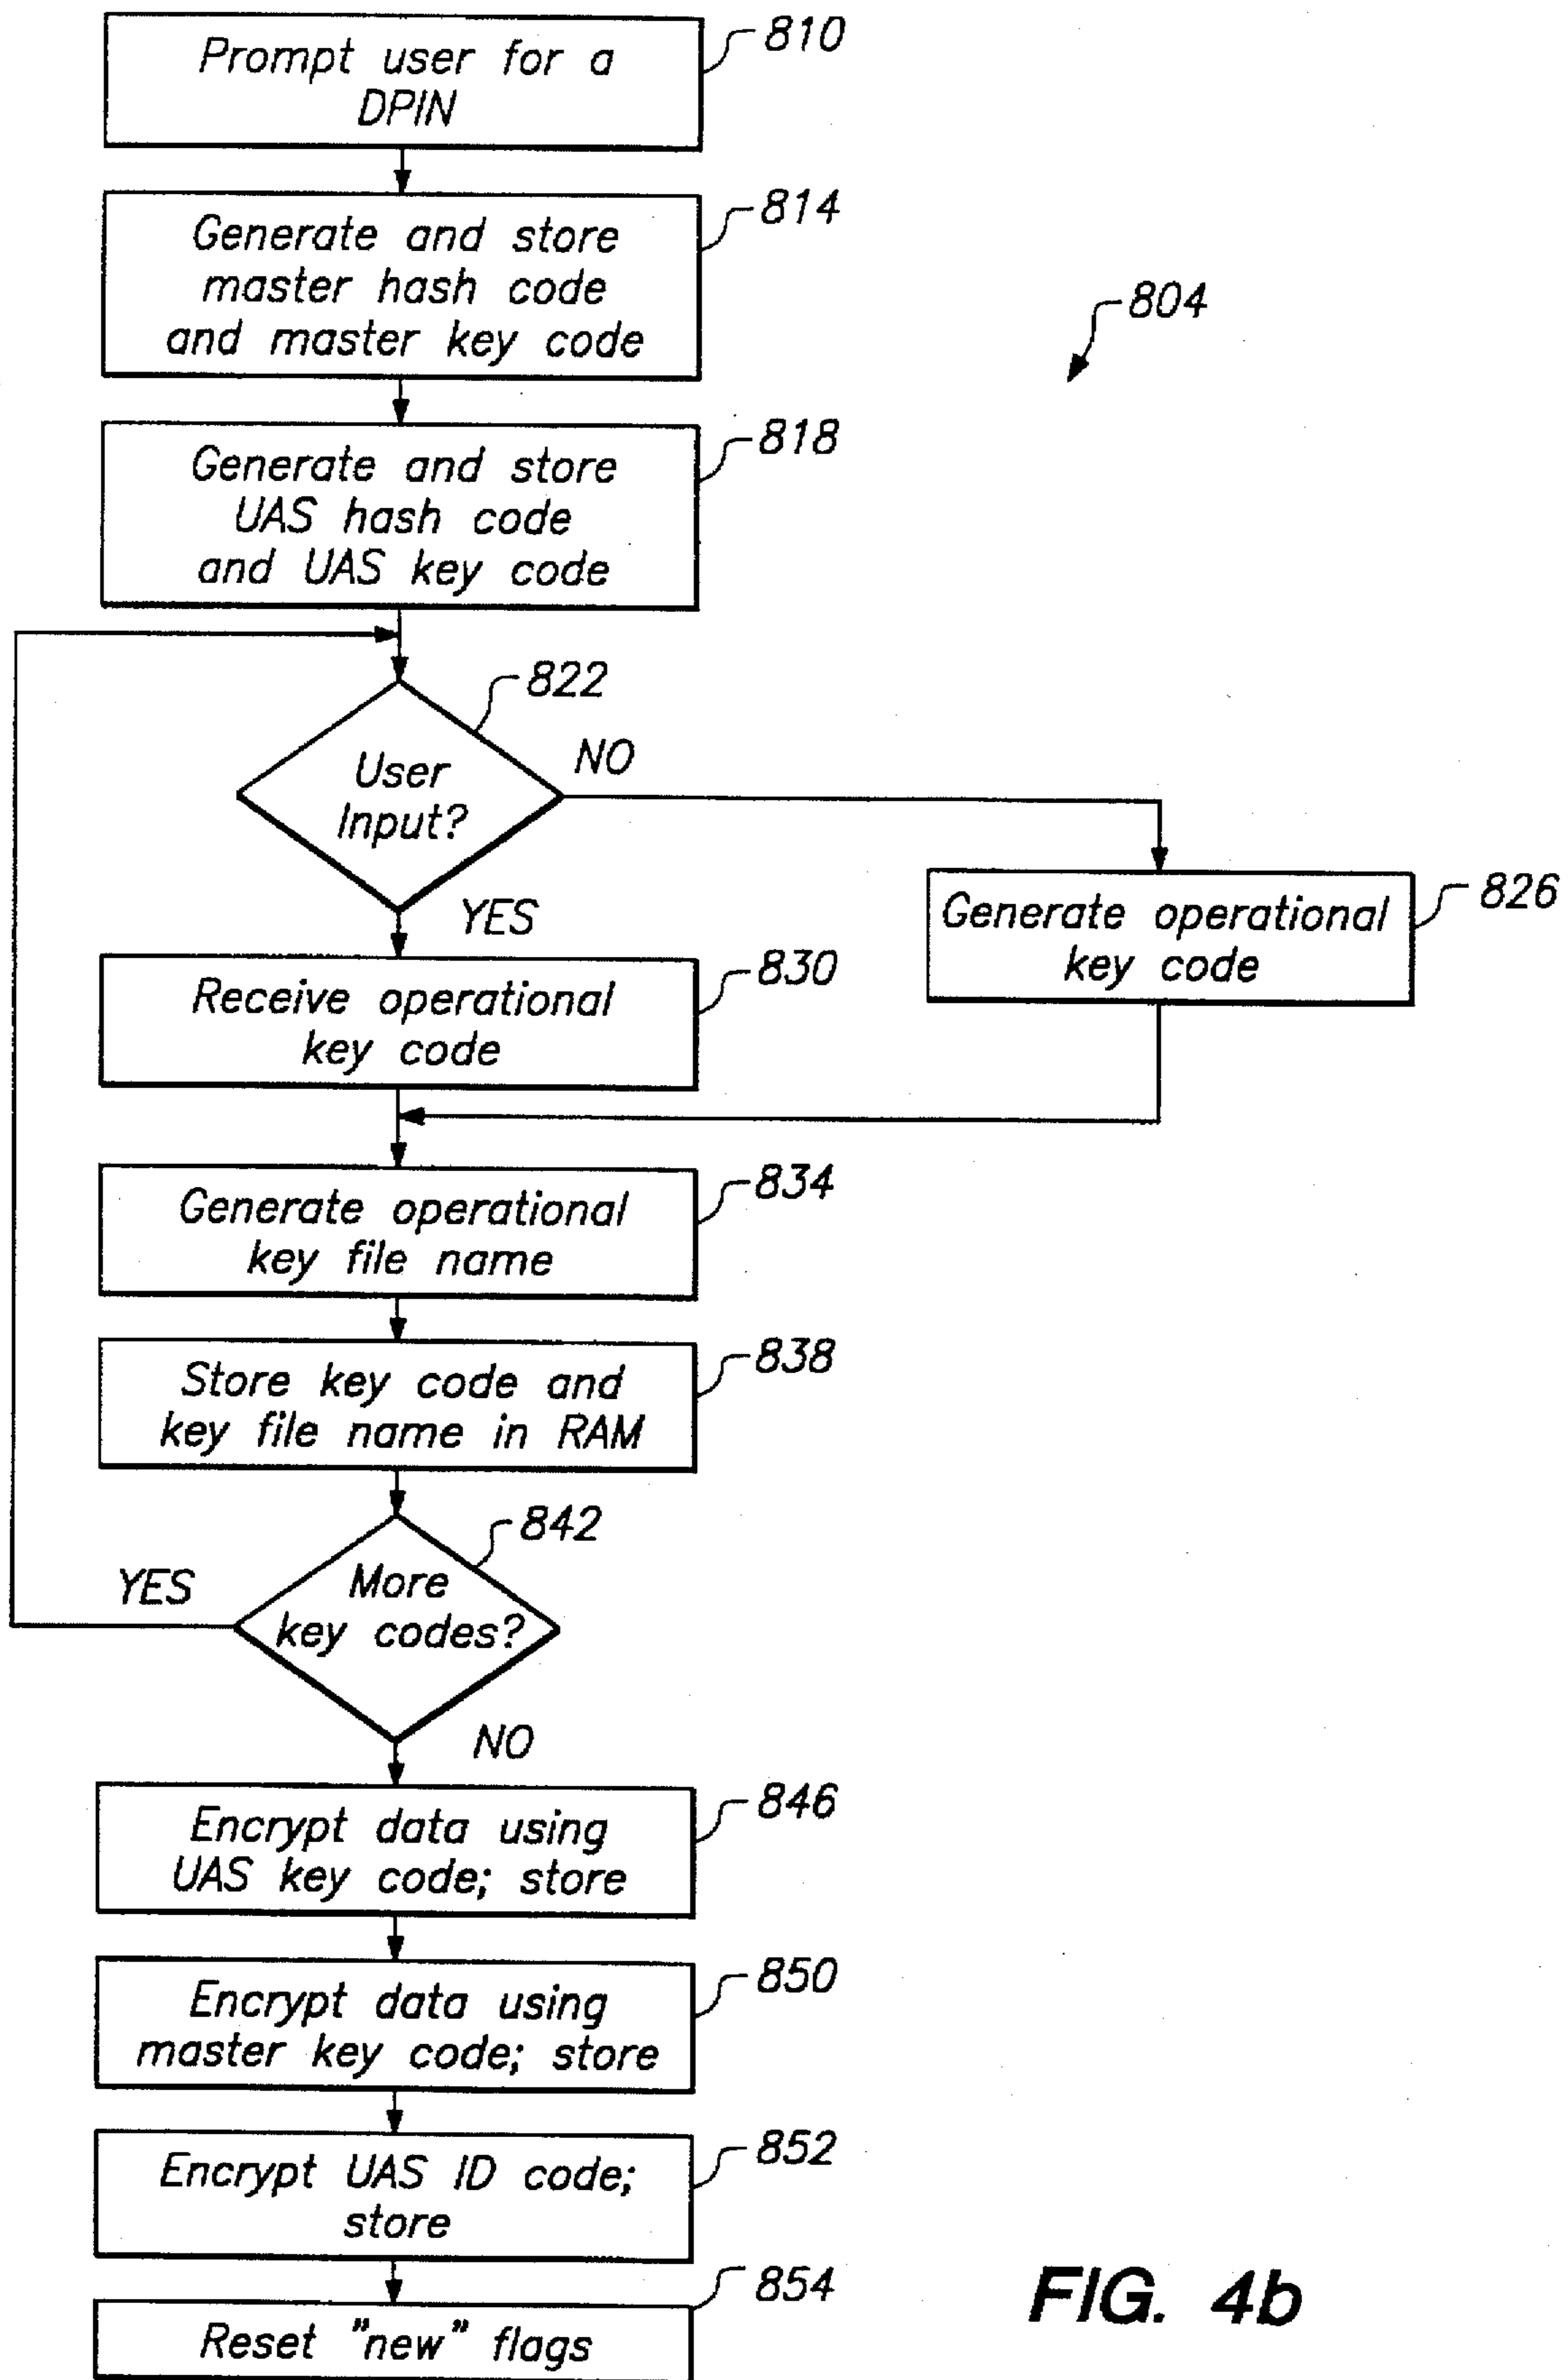 Prompt user for a
DPIN
810
Generate and store
master hash code
and master key code
814
804
Generate and store
UAS hash code
and UAS key code
818
User
Input?
822
NO
YES
Generate operational
key code
826
Receive operational
key code
830
Generate operational
key file name
834
Store key code and
key file name in RAM
838
More
key codes?
842
YES
NO
Encrypt data using
UAS key code; store
846
Encrypt data using
master key code; store
850
Encrypt UAS ID code;
store
852
Reset "new" flags
854
FIG. 4b